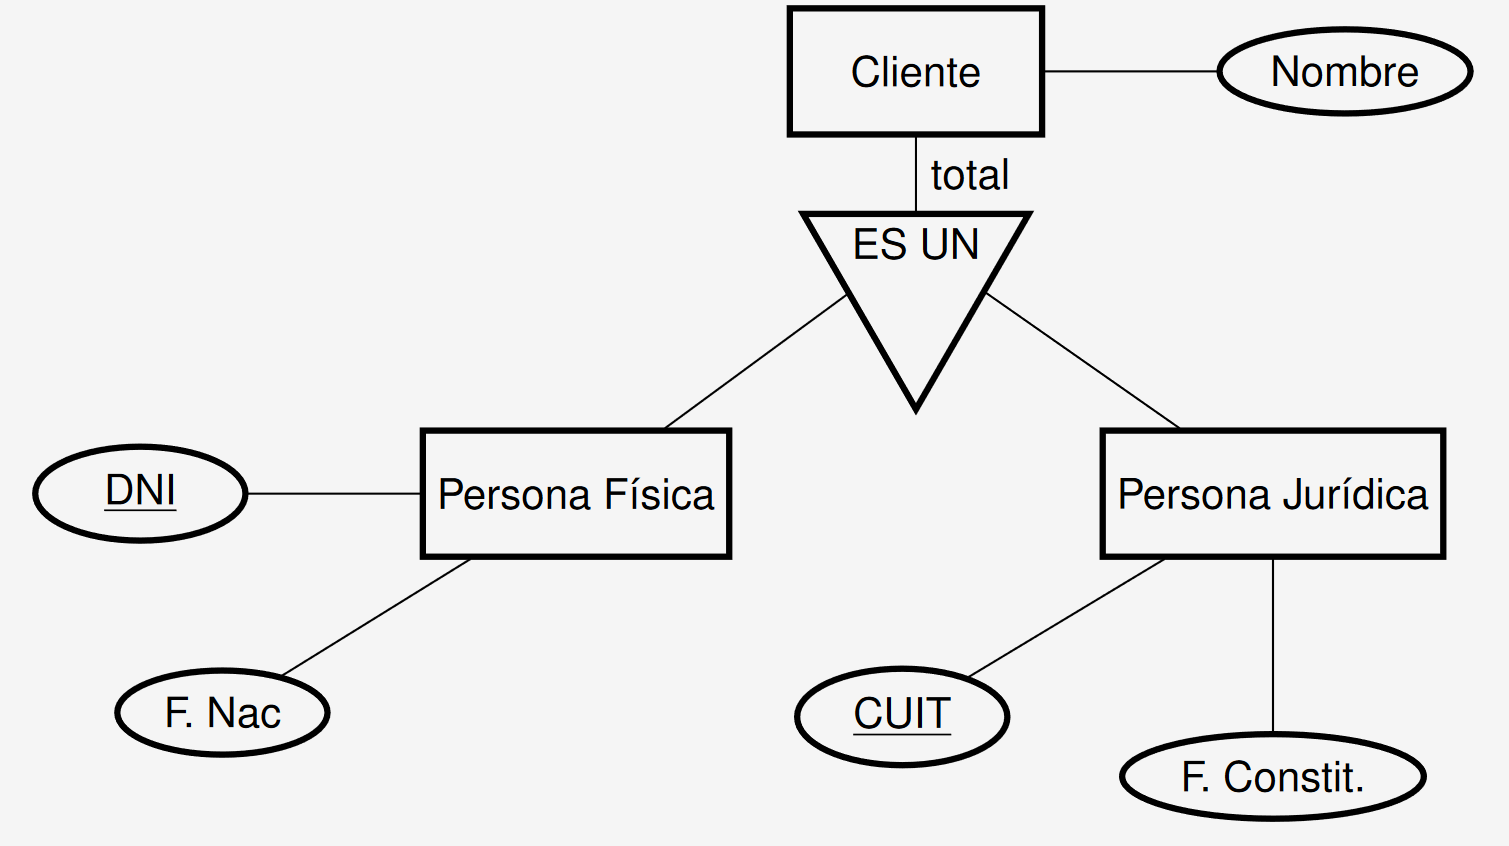 Cliente
Nombre
total
ES UN
DNI
Persona Física
Persona Jurídica
F. Nac
CUIT
F. Constit.